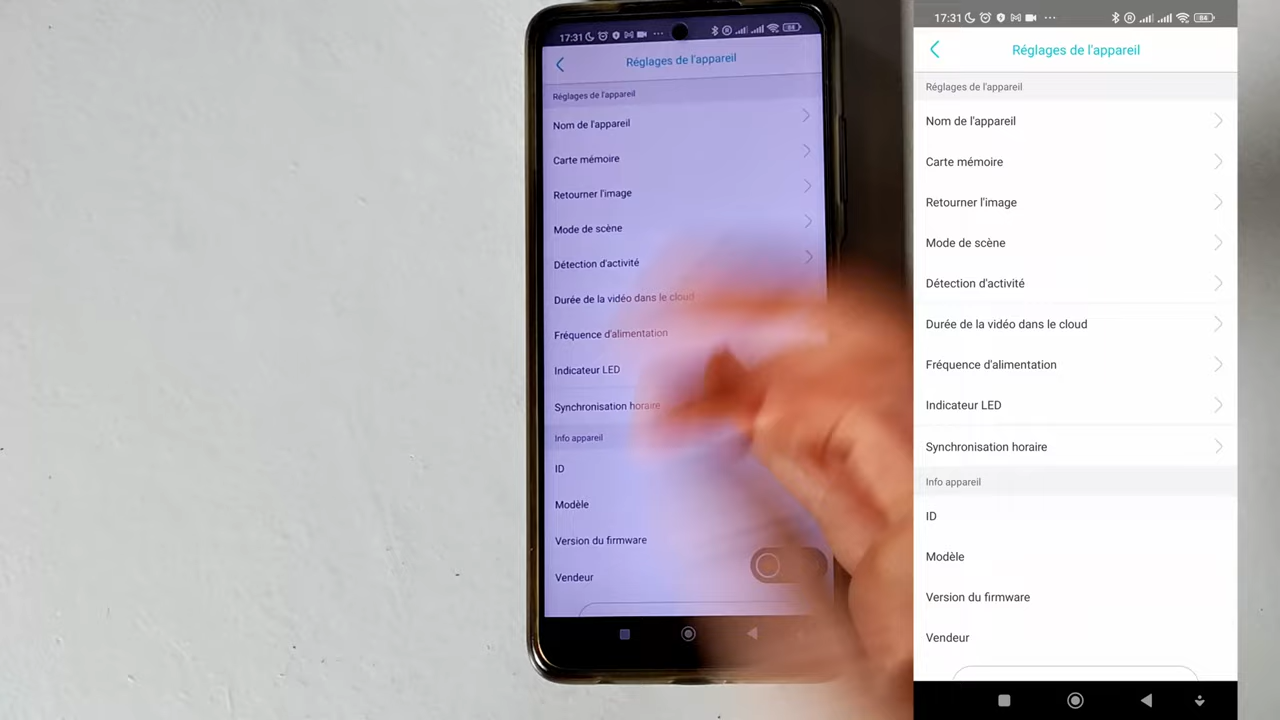 17:31
84
Réglages de l'appareil
Réglages de l'appareil
Nom de l'appareil
Carte mémoire
Retourner l'image
Mode de scène
Détection d'activité
Durée de la vidéo dans le cloud
Fréquence d'alimentation
Indicateur LED
Synchronisation horaire
Info appareil
ID
Modèle
Version du firmware
Vendeur
17:31
84
Réglages de l'appareil
Réglages de l'appareil
Nom de l'appareil
Carte mémoire
Retourner l'image
Mode de scène
Détection d'activité
Durée de la vidéo dans le cloud
Fréquence d'alimentation
Indicateur LED
Synchronisation horaire
Info appareil
ID
Modèle
Version du firmware
Vendeur